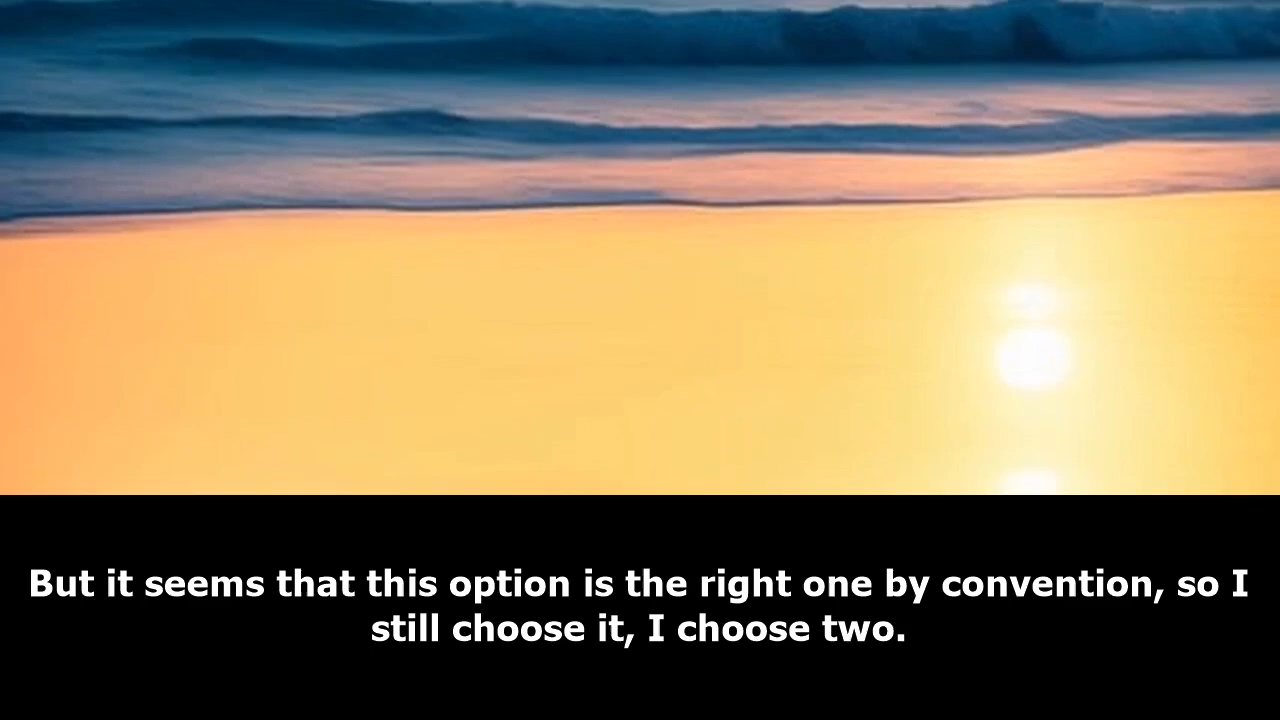 But it seems that this option is the right one by convention, so I
still choose it, I choose two.